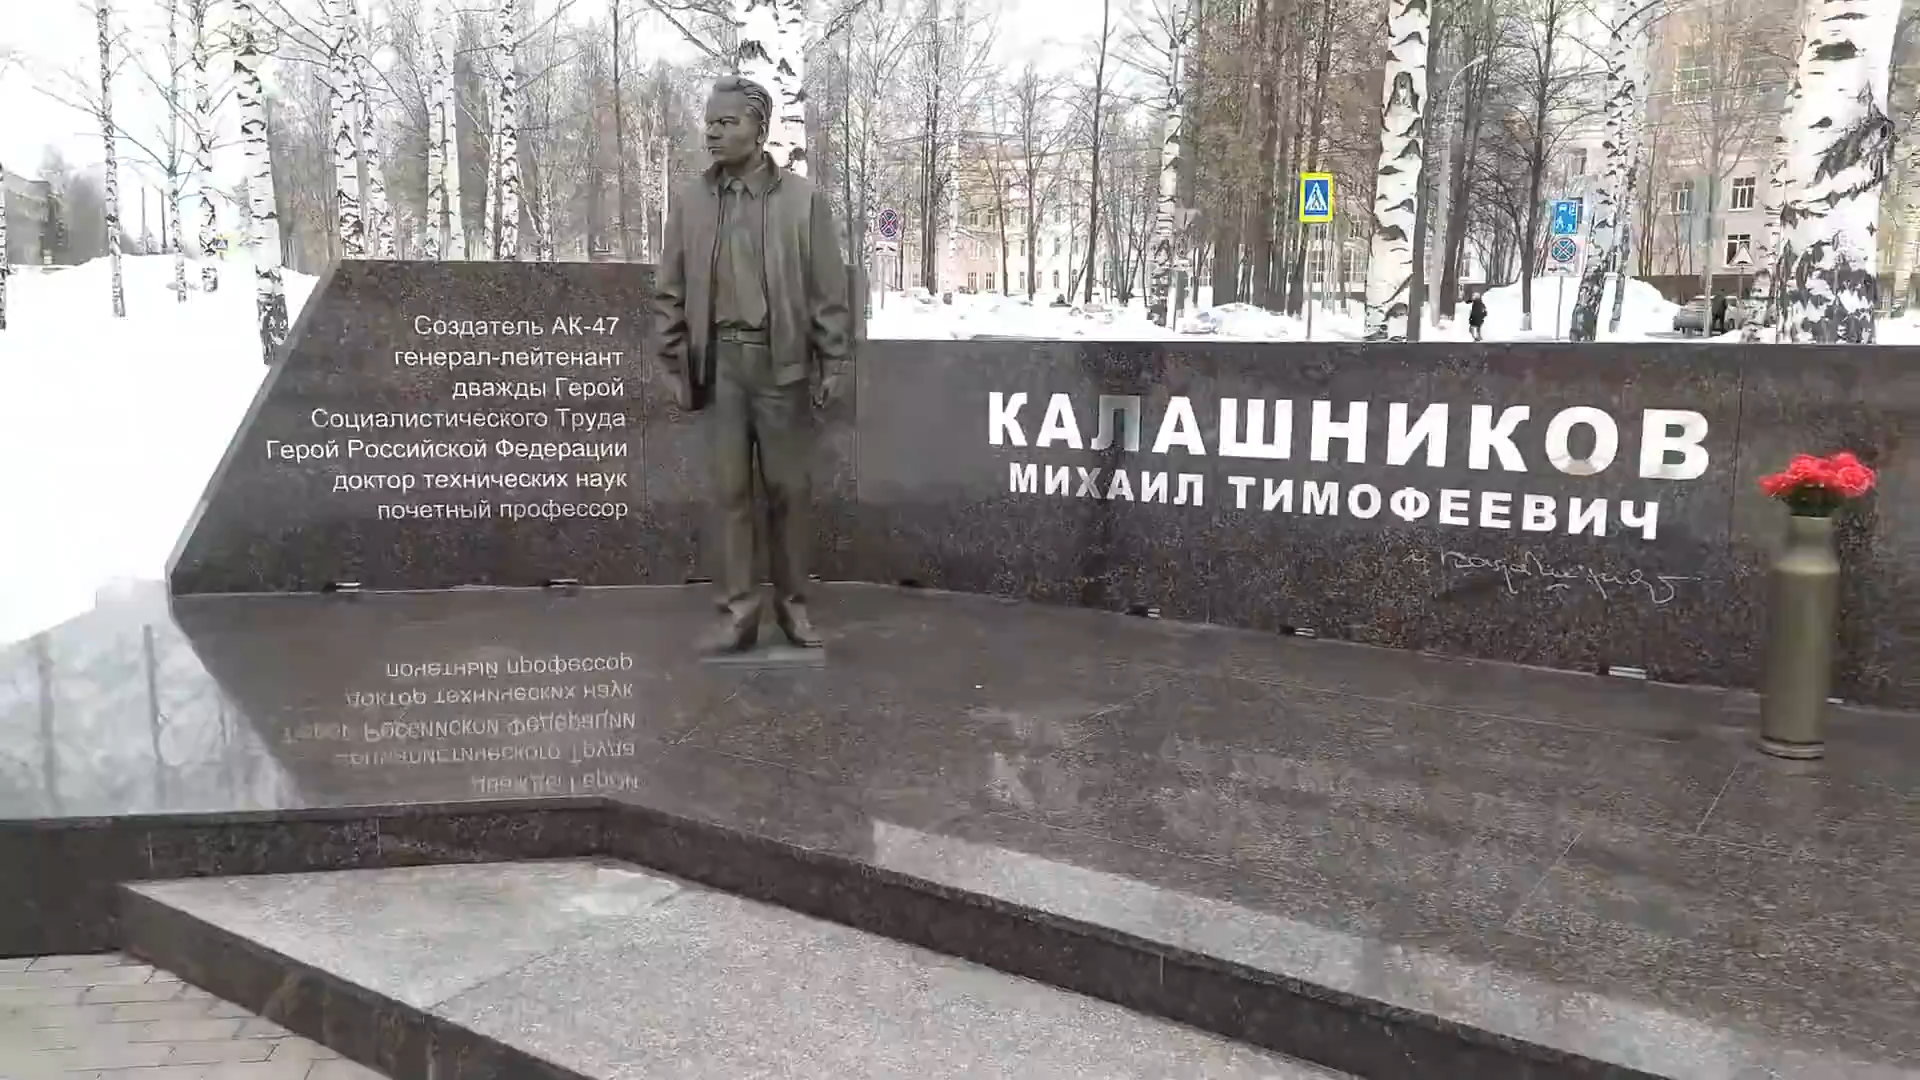 Создатель АК-47
генерал-лейтенант
дважды Герой
Социалистического Труда
Герой Российской Федерации
доктор технических наук
почетный профессор
КАЛАШНИКОВ
МИХАИЛ ТИМОФЕЕВИЧ